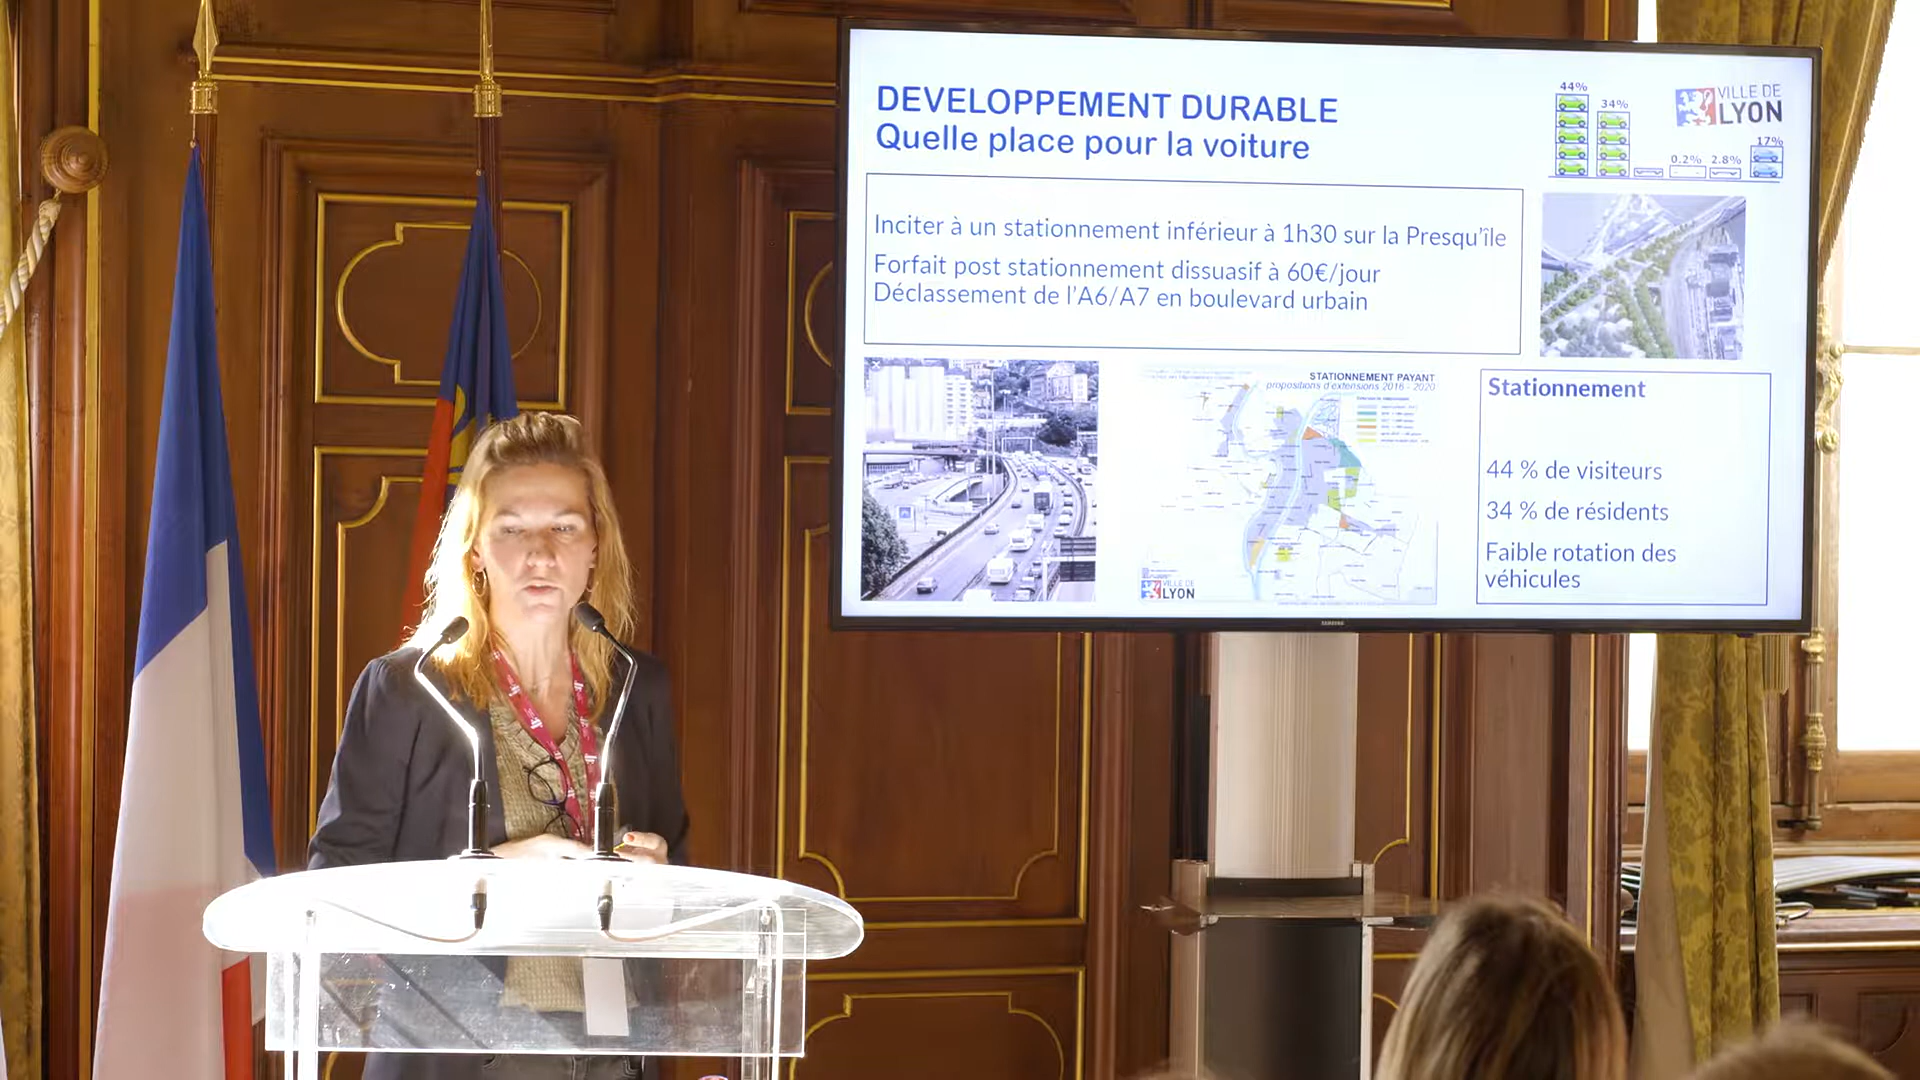 DEVELOPPEMENT DURABLE
Quelle place pour la voiture
44%
34%
0.2%
2.8%
17%
VILLE DE
LYON
Inciter à un stationnement inférieur à 1h30 sur la Presqu'île
Forfait post stationnement dissuasif à 60€/jour
Déclassement de l'A6/A7 en boulevard urbain
STATIONNEMENT PAYANT
propositions d'extensions 2016 - 2020
VILLE DE
LYON
Stationnement
44 % de visiteurs
34 % de résidents
Faible rotation des
véhicules
SAMSUNG